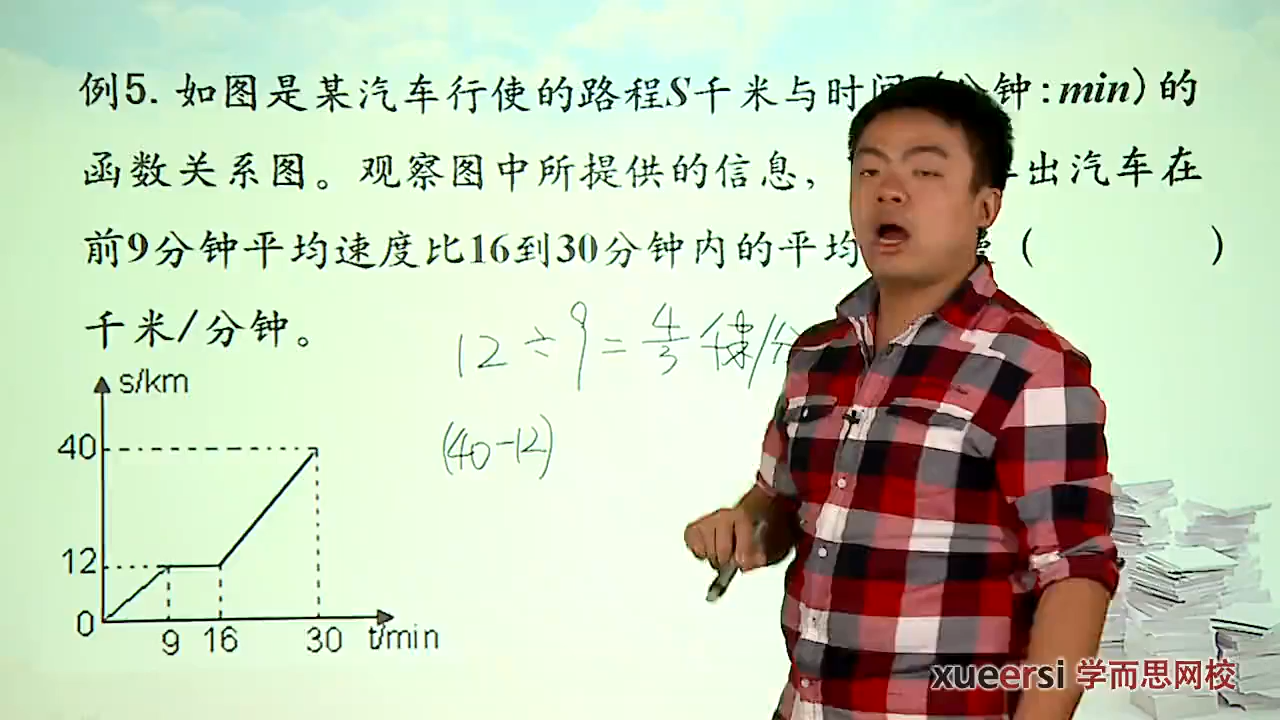 例5. 如图是某汽车行使的路程S千米与时间(分钟:min)的
函数关系图。观察图中所提供的信息，出汽车在
前9分钟平均速度比16到30分钟内的平均 (    )
千米/分钟。
12÷9=4/3 千米/分
(40-12)
s/km
40
12
0
9 16 30 t/min
xueersi 学而思网校